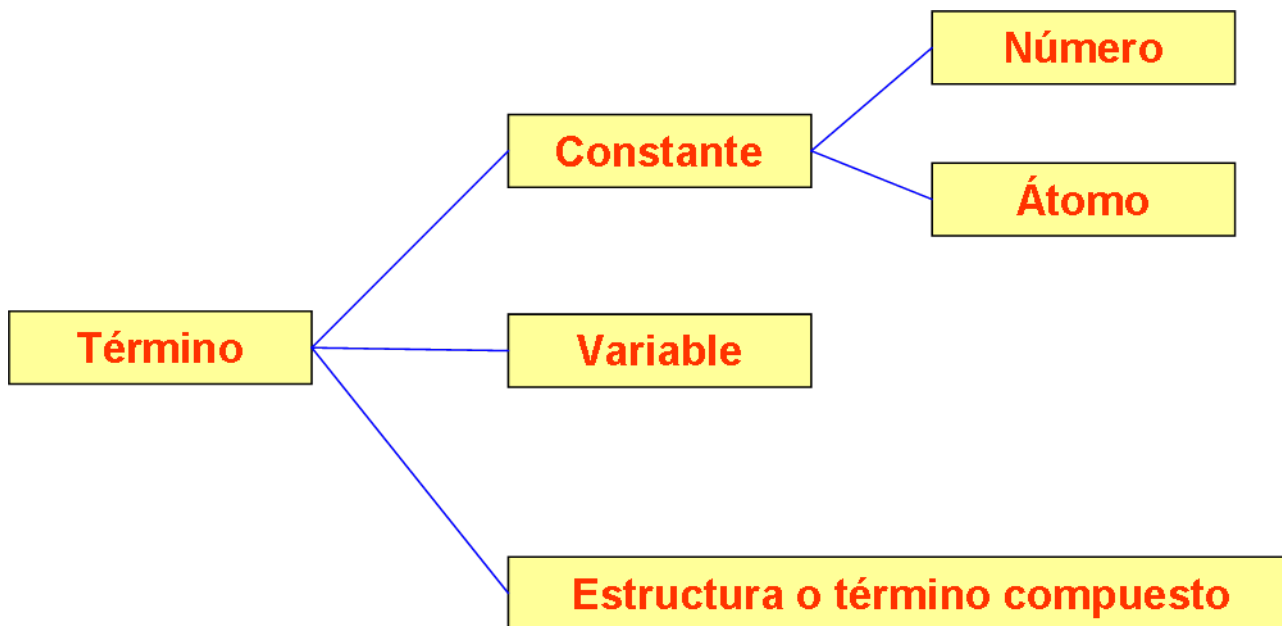 Número
Constante
Átomo
Término
Variable
Estructura o término compuesto